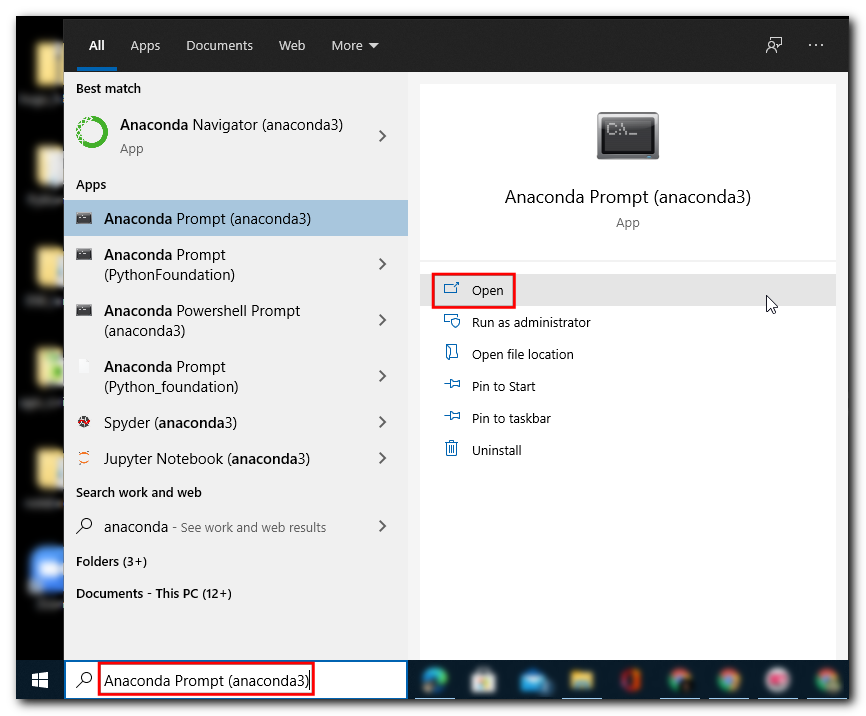 All Apps Documents Web More
Best match
Anaconda Navigator (anaconda3)
App
Apps
Anaconda Prompt (anaconda3)
Anaconda Prompt
(PythonFoundation)
Anaconda Powershell Prompt
(anaconda3)
Anaconda Prompt
(Python_foundation)
Spyder (anaconda3)
Jupyter Notebook (anaconda3)
Search work and web
anaconda - See work and web results
Folders (3+)
Documents - This PC (12+)
Anaconda Prompt (anaconda3)
C:\_
Anaconda Prompt (anaconda3)
App
Open
Run as administrator
Open file location
Pin to Start
Pin to taskbar
Uninstall